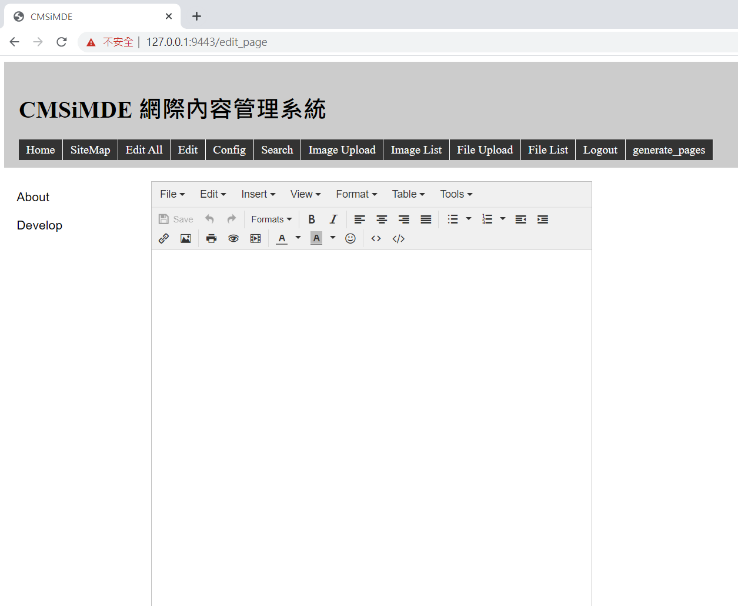 CMSiMDE
不安全 | 127.0.0.1:9443/edit_page
CMSiMDE 網際內容管理系統
Home SiteMap Edit All Edit Config Search Image Upload Image List File Upload File List Logout generate_pages
About
Develop
File Edit Insert View Format Table Tools
Save Formats B I
A A